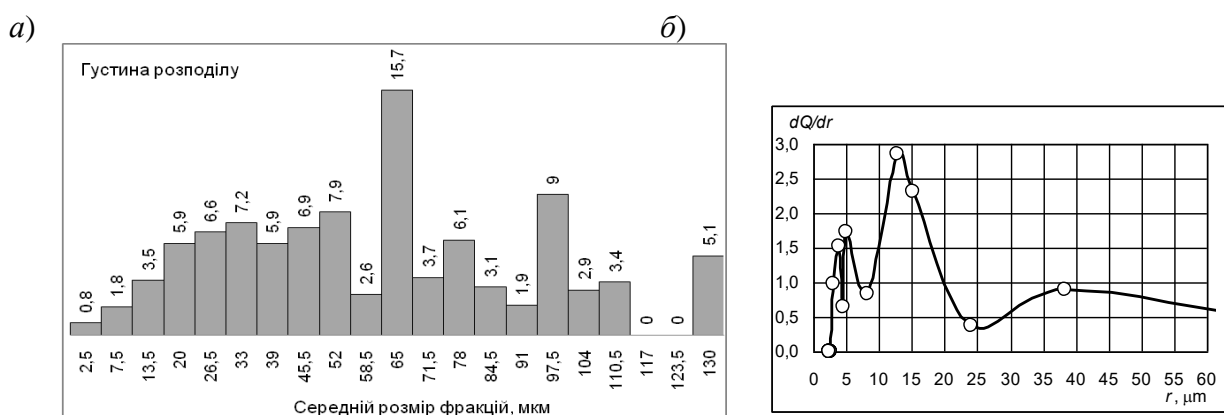 а)
б)
Густина розподілу
0,8 1,8 3,5 5,9 6,6 7,2 5,9 6,9 7,9 2,6 15,7 3,7 6,1 3,1 1,9 9 2,9 3,4 0 0 5,1
2,5 7,5 13,5 20 26,5 33 39 45,5 52 58,5 65 71,5 78 84,5 91 97,5 104 110,5 117 123,5 130
Середній розмір фракцій, мкм
dQ/dr
3,0
2,5
2,0
1,5
1,0
0,5
0,0
0 5 10 15 20 25 30 35 40 45 50 55 60
r, μm